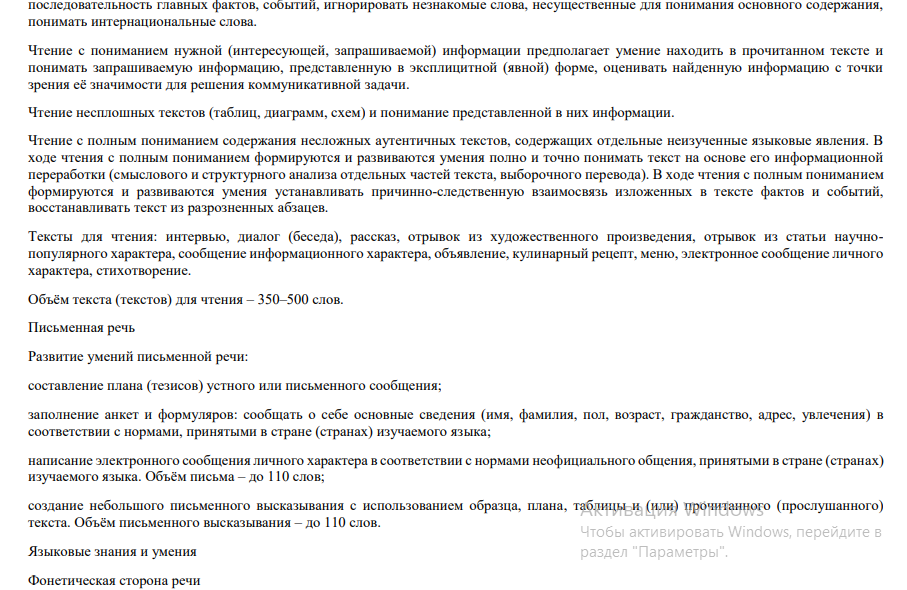 последовательность главных фактов, событий, игнорировать незнакомые слова, несущественные для понимания основного содержания,
понимать интернациональные слова.
Чтение с пониманием нужной (интересующей, запрашиваемой) информации предполагает умение находить в прочитанном тексте и
понимать запрашиваемую информацию, представленную в эксплицитной (явной) форме, оценивать найденную информацию с точки
зрения её значимости для решения коммуникативной задачи.
Чтение несплошных текстов (таблиц, диаграмм, схем) и понимание представленной в них информации.
Чтение с полным пониманием содержания несложных аутентичных текстов, содержащих отдельные неизученные языковые явления. В
ходе чтения с полным пониманием формируются и развиваются умения полно и точно понимать текст на основе его информационной
переработки (смыслового и структурного анализа отдельных частей текста, выборочного перевода). В ходе чтения с полным пониманием
формируются и развиваются умения устанавливать причинно-следственную взаимосвязь изложенных в тексте фактов и событий,
восстанавливать текст из разрозненных абзацев.
Тексты для чтения: интервью, диалог (беседа), рассказ, отрывок из художественного произведения, отрывок из статьи научно-
популярного характера, сообщение информационного характера, объявление, кулинарный рецепт, меню, электронное сообщение личного
характера, стихотворение.
Объём текста (текстов) для чтения – 350–500 слов.
Письменная речь
Развитие умений письменной речи:
составление плана (тезисов) устного или письменного сообщения;
заполнение анкет и формуляров: сообщать о себе основные сведения (имя, фамилия, пол, возраст, гражданство, адрес, увлечения) в
соответствии с нормами, принятыми в стране (странах) изучаемого языка;
написание электронного сообщения личного характера в соответствии с нормами неофициального общения, принятыми в стране (странах)
изучаемого языка. Объём письма – до 110 слов;
создание небольшого письменного высказывания с использованием образца, плана, таблицы и (или) прочитанного (прослушанного)
текста. Объём письменного высказывания – до 110 слов.
Активация Windows
Чтобы активировать Windows, перейдите в
раздел "Параметры".
Языковые знания и умения
Фонетическая сторона речи